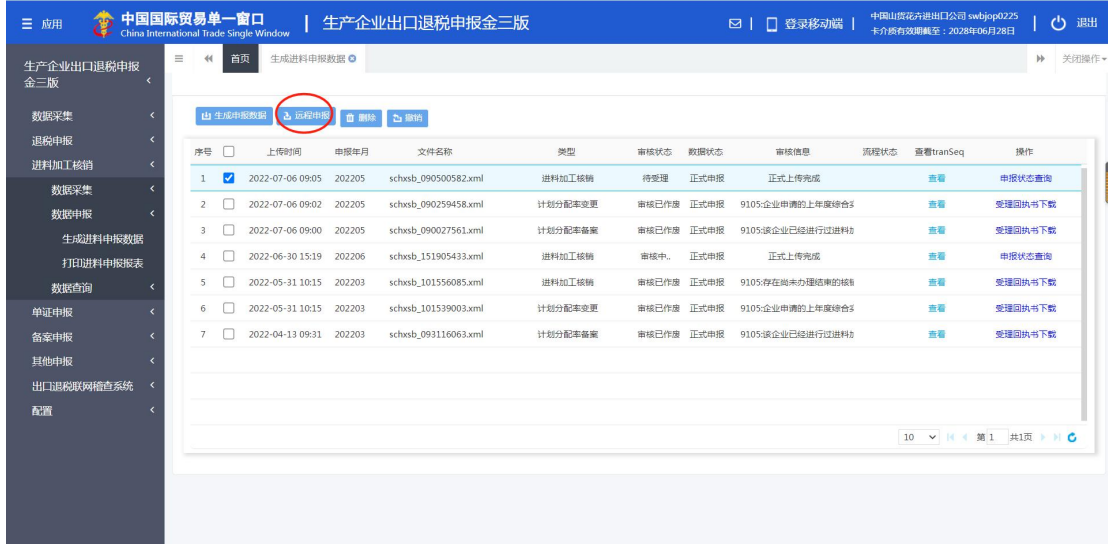 应用
中国国际贸易单一窗口
China International Trade Single Window
生产企业出口退税申报金三版
登录移动端
中国山货花卉进出口公司 swbjop0225
卡介质有效期截至：2028年06月28日
退出
生产企业出口退税申报金三版
首页 生成进料申报数据
关闭操作
数据采集
退税申报
进料加工核销
数据采集
数据申报
生成进料申报数据
打印进料申报报表
数据查询
单证申报
备案申报
其他申报
出口退税联网稽查系统
配置
生成申报数据 远程申报 删除 撤销
序号 上传时间 申报年月 文件名称 类型 审核状态 数据状态 审核信息 流程状态 查看tranSeq 操作
1 2022-07-06 09:05 202205 schxsb_090500582.xml 进料加工核销 待受理 正式申报 正式上传完成 查看 申报状态查询
2 2022-07-06 09:02 202205 schxsb_090259458.xml 计划分配率变更 审核已作废 正式申报 9105:企业申请的上年度综合 查看 受理回执书下载
3 2022-07-06 09:00 202205 schxsb_090027561.xml 计划分配率备案 审核已作废 正式申报 9105:该企业已经进行过进料 查看 受理回执书下载
4 2022-06-30 15:19 202206 schxsb_151905433.xml 进料加工核销 审核中.. 正式申报 正式上传完成 查看 申报状态查询
5 2022-05-31 10:15 202203 schxsb_101556085.xml 进料加工核销 审核已作废 正式申报 9105:存在尚未办理结束的核 查看 受理回执书下载
6 2022-05-31 10:15 202203 schxsb_101539003.xml 计划分配率变更 审核已作废 正式申报 9105:企业申请的上年度综合 查看 受理回执书下载
7 2022-04-13 09:31 202203 schxsb_093116063.xml 计划分配率备案 审核已作废 正式申报 9105:该企业已经进行过进料 查看 受理回执书下载
10 第 1 共1页